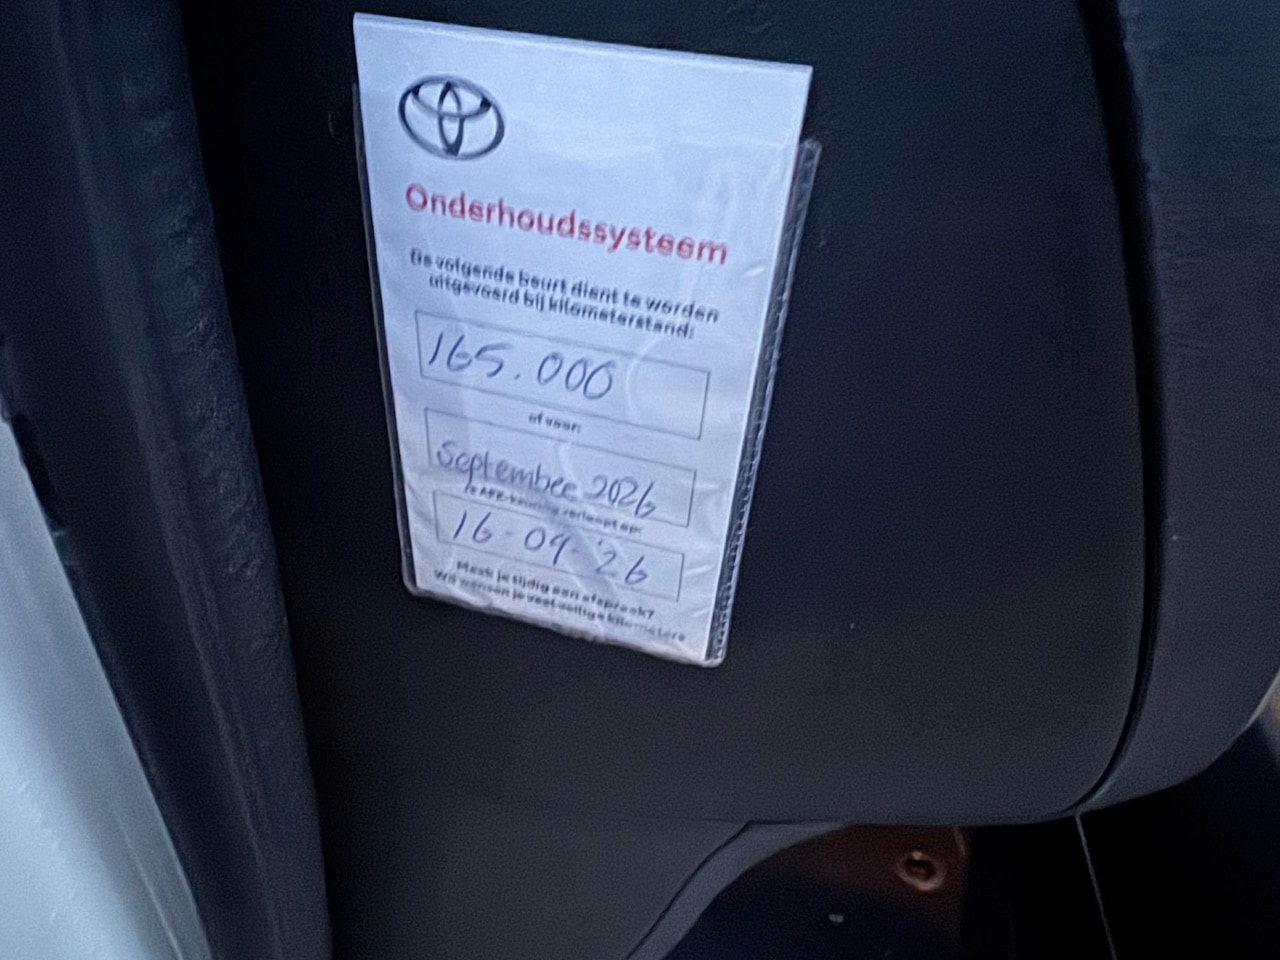 Onderhoudssysteem
De volgende beurt dient te worden
uitgevoerd bij kilometerstand:
165.000
of voor:
September 2026
Je APK-keuring verloopt op:
16-09-'26
Maak je tijdig een afspraak?
Wij wensen je veel veilige kilometers